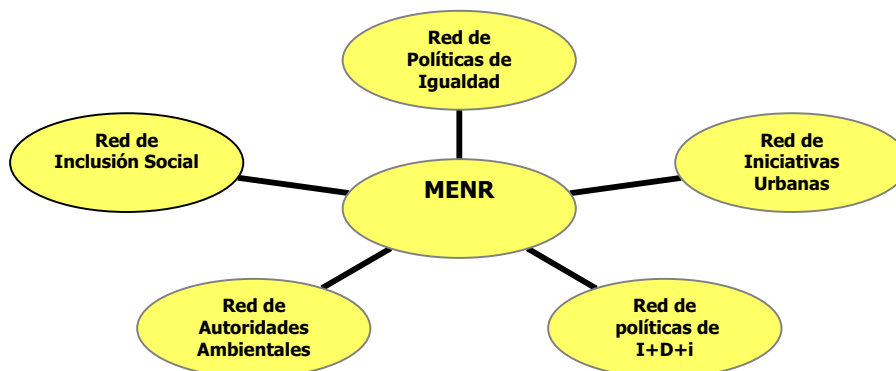 Red de
Políticas de
Igualdad
Red de
Inclusión Social
Red de
Iniciativas
Urbanas
MENR
Red de
Autoridades
Ambientales
Red de
políticas de
I+D+i